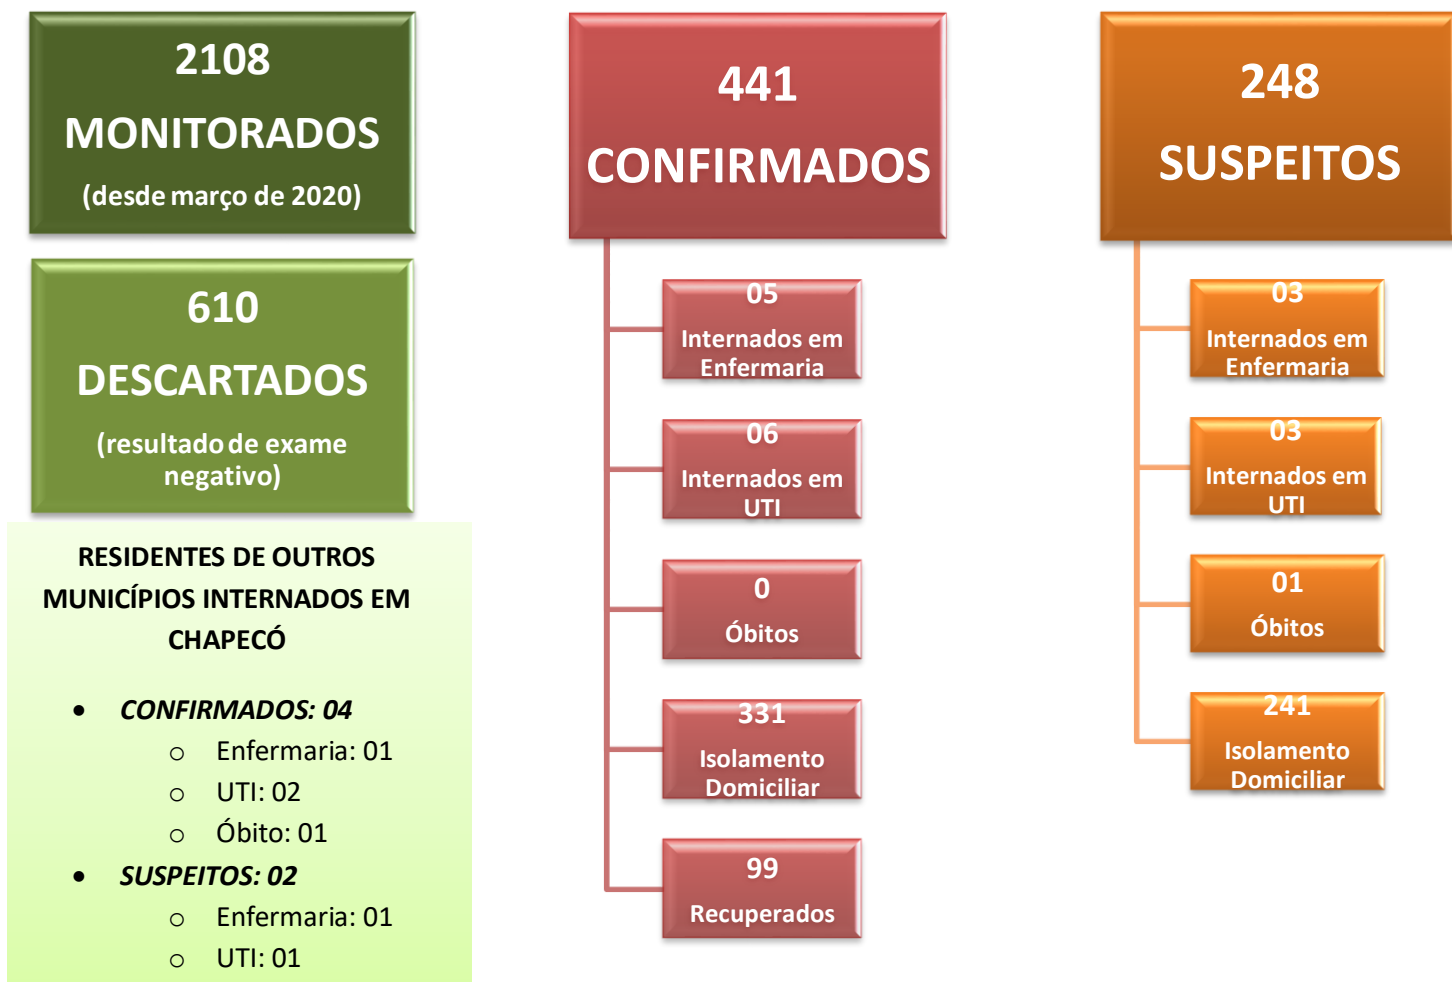 2108
MONITORADOS
(desde março de 2020)
610
DESCARTADOS
(resultado de exame
negativo)
RESIDENTES DE OUTROS
MUNICÍPIOS INTERNADOS EM
CHAPECÓ
• CONFIRMADOS: 04
o Enfermaria: 01
o UTI: 02
o Óbito: 01
• SUSPEITOS: 02
o Enfermaria: 01
o UTI: 01
441
CONFIRMADOS
05
Internados em
Enfermaria
06
Internados em
UTI
0
Óbitos
331
Isolamento
Domiciliar
99
Recuperados
248
SUSPEITOS
03
Internados em
Enfermaria
03
Internados em
UTI
01
Óbitos
241
Isolamento
Domiciliar